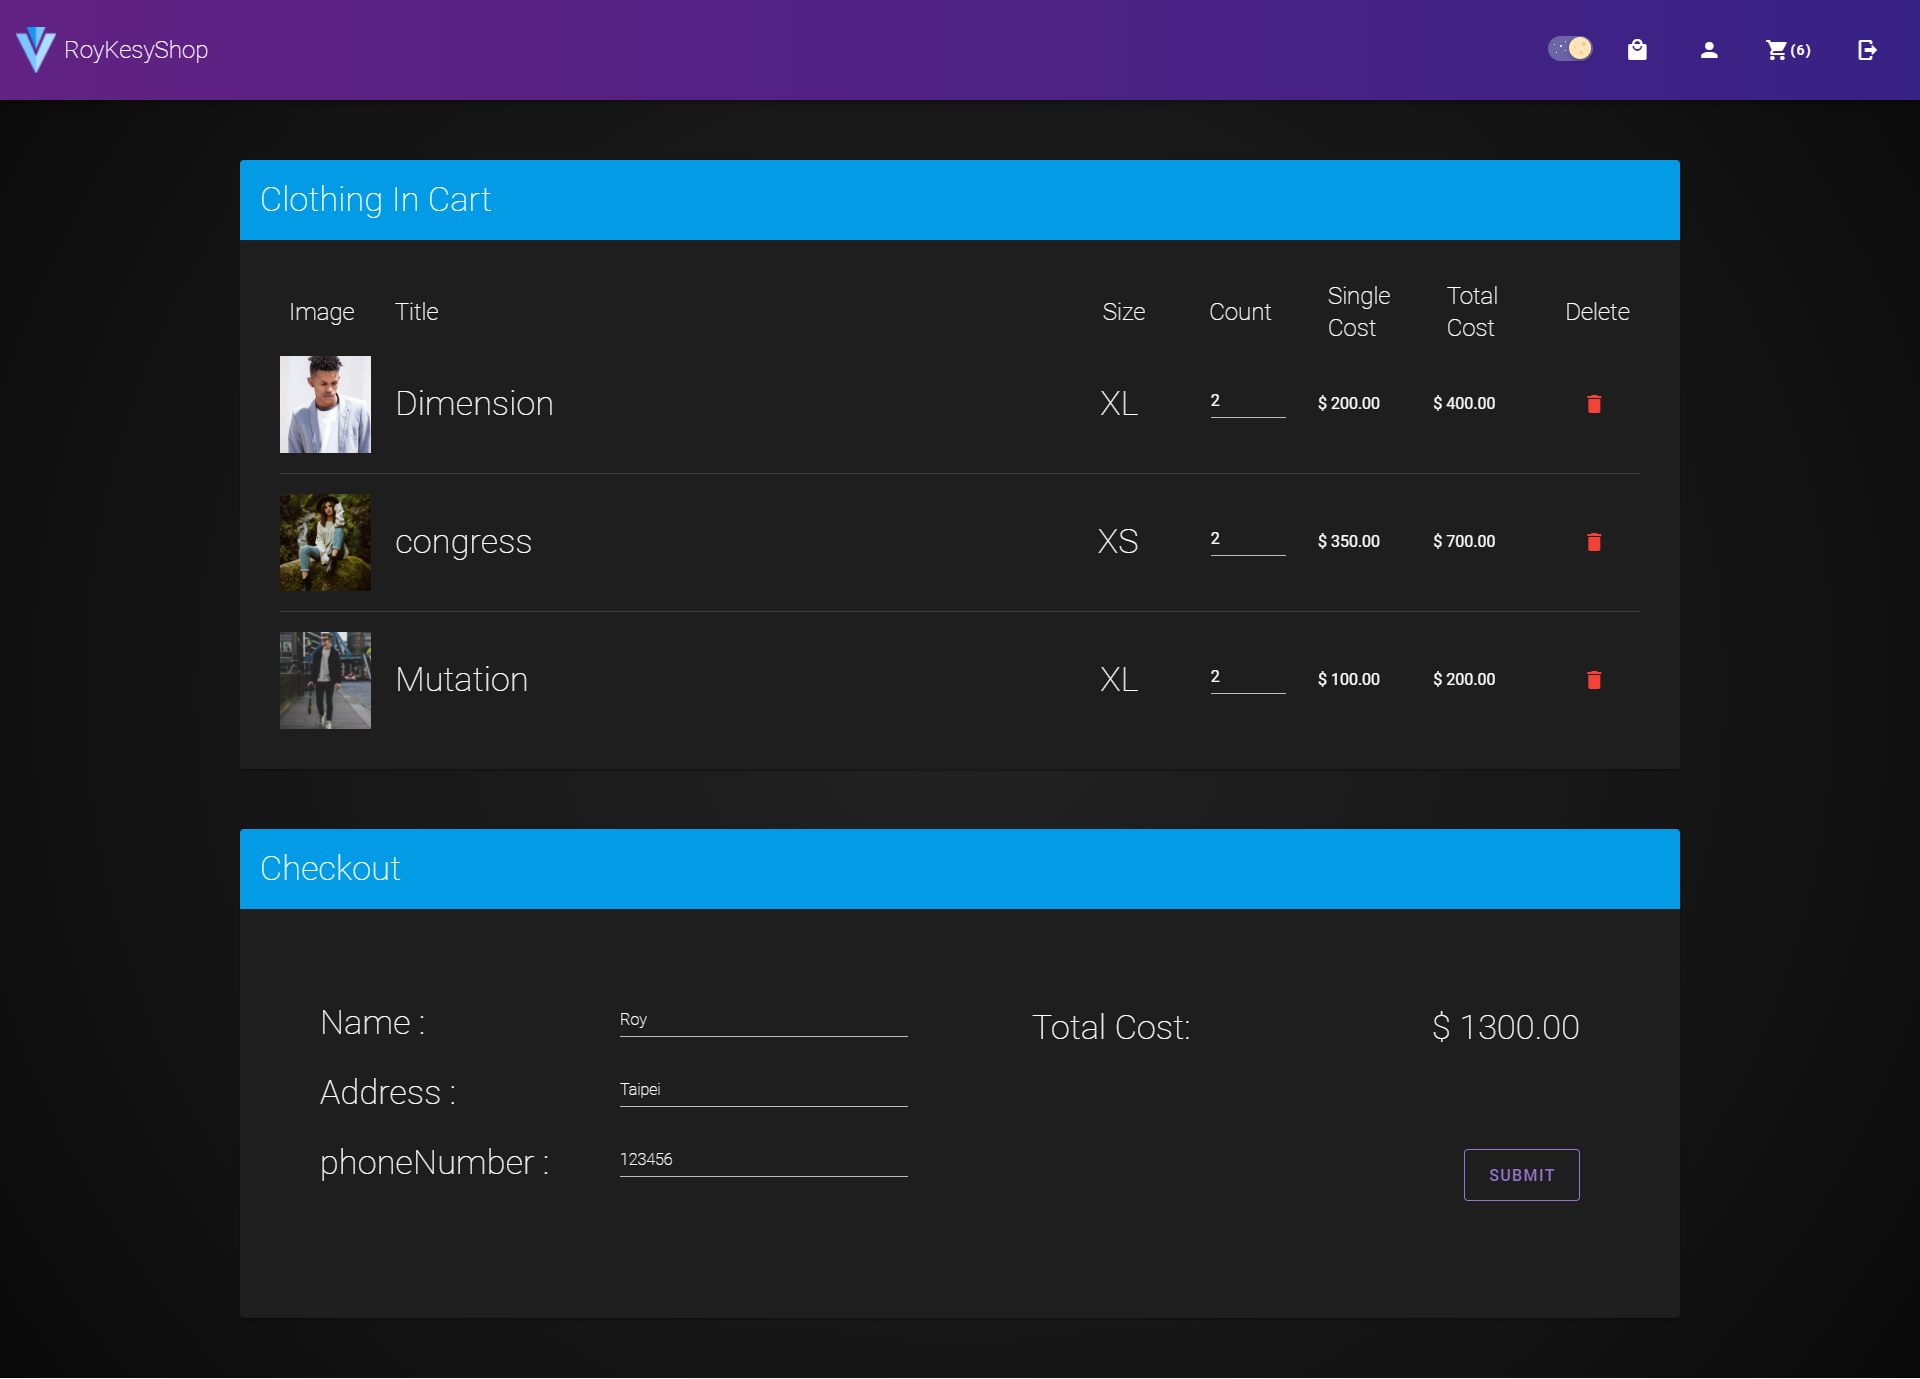 RoyKesyShop
(6)
Clothing In Cart
Image Title Size Count Single Cost Total Cost Delete
Dimension XL 2 $ 200.00 $ 400.00
congress XS 2 $ 350.00 $ 700.00
Mutation XL 2 $ 100.00 $ 200.00
Checkout
Name : Roy
Address : Taipei
phoneNumber : 123456
Total Cost: $ 1300.00
SUBMIT